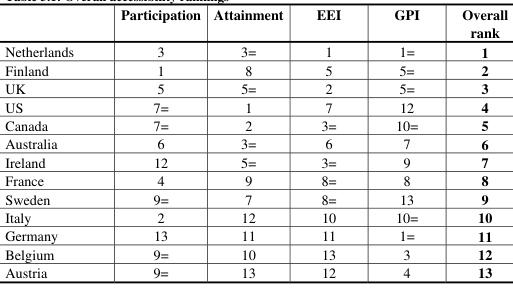 Table 3.1: Overall accessibility rankings
Participation Attainment EEI GPI Overall rank
Netherlands 3 3= 1 1= 1
Finland 1 8 5 5= 2
UK 5 5= 2 5= 3
US 7= 1 7 12 4
Canada 7= 2 3= 10= 5
Australia 6 3= 6 7 6
Ireland 12 5= 3= 9 7
France 4 9 8= 8 8
Sweden 9= 7 8= 13 9
Italy 2 12 10 10= 10
Germany 13 11 11 1= 11
Belgium 9= 10 13 3 12
Austria 9= 13 12 4 13